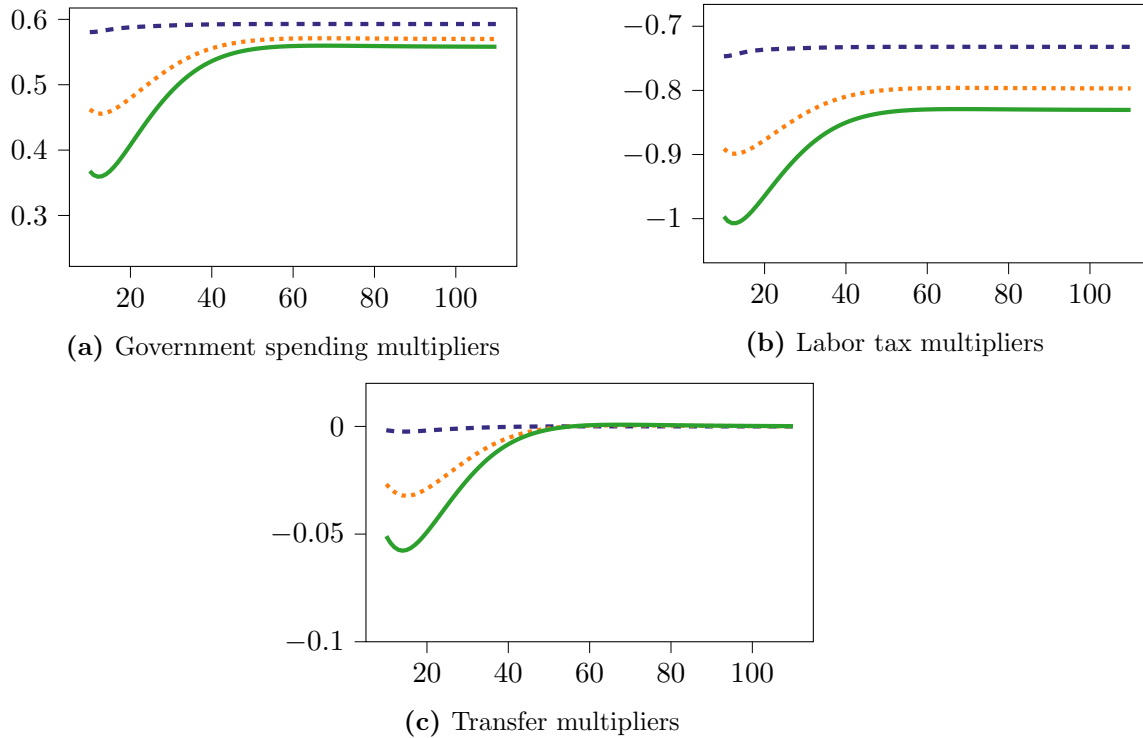 0.6
0.5
0.4
0.3
20 40 60 80 100
(a) Government spending multipliers
−0.7
−0.8
−0.9
−1
20 40 60 80 100
(b) Labor tax multipliers
0
−0.05
−0.1
20 40 60 80 100
(c) Transfer multipliers